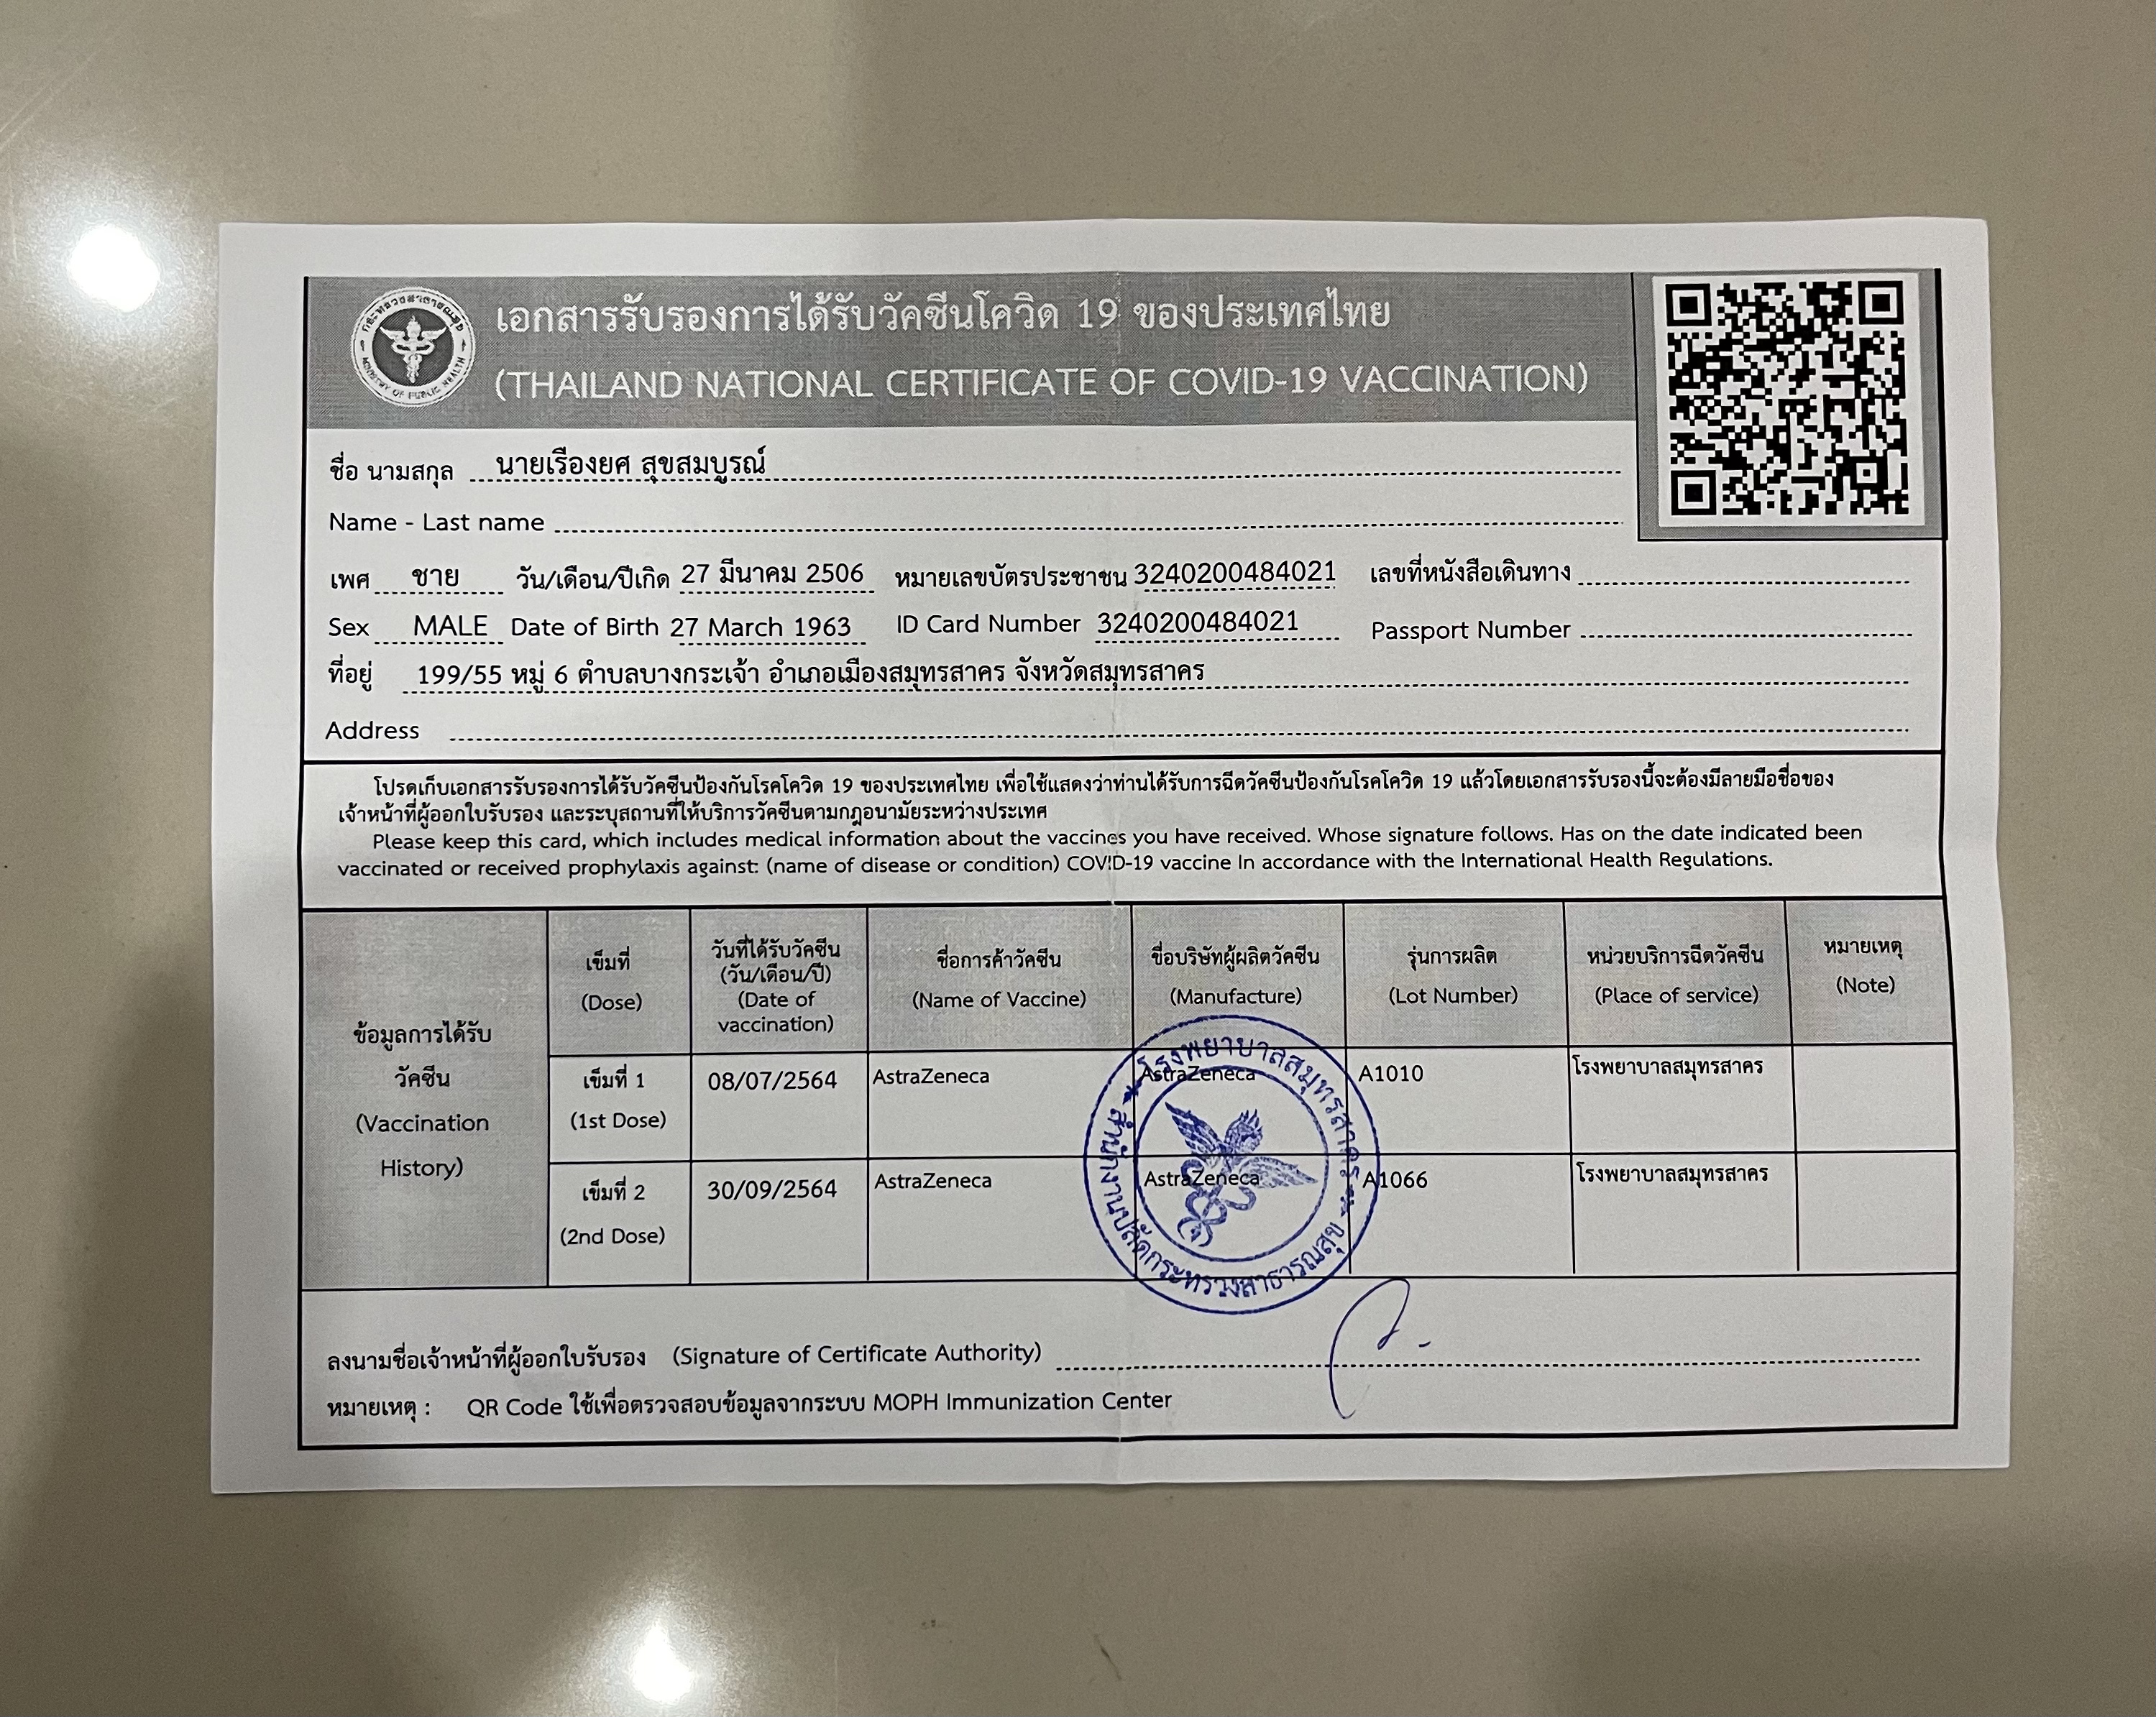 กระทรวงสาธารณสุข
MINISTRY OF PUBLIC HEALTH
เอกสารรับรองการได้รับวัคซีนโควิด 19 ของประเทศไทย
(THAILAND NATIONAL CERTIFICATE OF COVID-19 VACCINATION)
ชื่อ นามสกุล นายเรืองยศ สุขสมบูรณ์
Name - Last name
เพศ ชาย วัน/เดือน/ปีเกิด 27 มีนาคม 2506 หมายเลขบัตรประชาชน 3240200484021 เลขที่หนังสือเดินทาง
Sex MALE Date of Birth 27 March 1963 ID Card Number 3240200484021 Passport Number
ที่อยู่ 199/55 หมู่ 6 ตำบลบางกระเจ้า อำเภอเมืองสมุทรสาคร จังหวัดสมุทรสาคร
Address
โปรดเก็บเอกสารรับรองการได้รับวัคซีนป้องกันโรคโควิด 19 ของประเทศไทย เพื่อใช้แสดงว่าท่านได้รับการฉีดวัคซีนป้องกันโรคโควิด 19 แล้วโดยเอกสารรับรองนี้จะต้องมีลายมือชื่อของ
เจ้าหน้าที่ผู้ออกใบรับรอง และระบุสถานที่ให้บริการวัคซีนตามกฎอนามัยระหว่างประเทศ
Please keep this card, which includes medical information about the vaccines you have received. Whose signature follows. Has on the date indicated been
vaccinated or received prophylaxis against: (name of disease or condition) COVID-19 vaccine In accordance with the International Health Regulations.
ข้อมูลการได้รับ
วัคซีน
(Vaccination
History)
เข็มที่
(Dose)
วันที่ได้รับวัคซีน
(วัน/เดือน/ปี)
(Date of
vaccination)
ชื่อการค้าวัคซีน
(Name of Vaccine)
ชื่อบริษัทผู้ผลิตวัคซีน
(Manufacture)
รุ่นการผลิต
(Lot Number)
หน่วยบริการฉีดวัคซีน
(Place of service)
หมายเหตุ
(Note)
เข็มที่ 1
(1st Dose)
08/07/2564 AstraZeneca AstraZeneca A1010 โรงพยาบาลสมุทรสาคร
เข็มที่ 2
(2nd Dose)
30/09/2564 AstraZeneca AstraZeneca A1066 โรงพยาบาลสมุทรสาคร
โรงพยาบาลสมุทรสาคร
สำนักงานปลัดกระทรวงสาธารณสุข
ลงนามชื่อเจ้าหน้าที่ผู้ออกใบรับรอง (Signature of Certificate Authority)
หมายเหตุ : QR Code ใช้เพื่อตรวจสอบข้อมูลจากระบบ MOPH Immunization Center